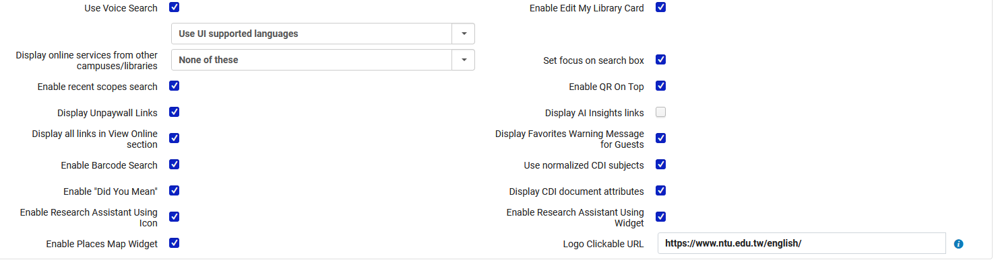 Use Voice Search
Enable Edit My Library Card
Use UI supported languages
Display online services from other
campuses/libraries
None of these
Set focus on search box
Enable recent scopes search
Enable QR On Top
Display Unpaywall Links
Display AI Insights links
Display all links in View Online
section
Display Favorites Warning Message
for Guests
Enable Barcode Search
Use normalized CDI subjects
Enable "Did You Mean"
Display CDI document attributes
Enable Research Assistant Using
Icon
Enable Research Assistant Using
Widget
Enable Places Map Widget
Logo Clickable URL
https://www.ntu.edu.tw/english/